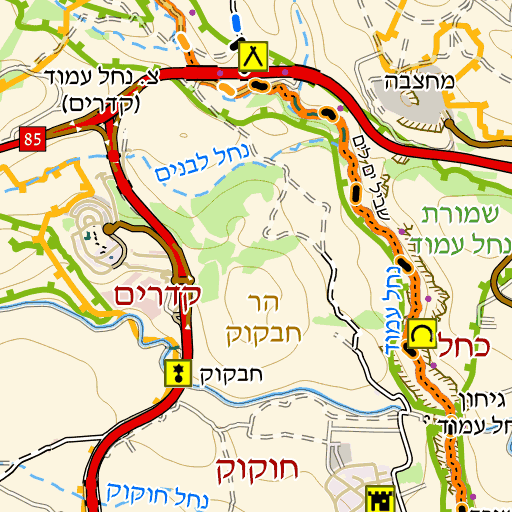 צ. נחל עמוד
(קדרים)
מחצבה
85
נחל לבנים
שביל ים לים
שמורת
נחל עמוד
נחל עמוד
קדרים
הר
חבקוק
כחל
חבקוק
גיחון
חל עמוד
חוקוק
נחל חוקוק